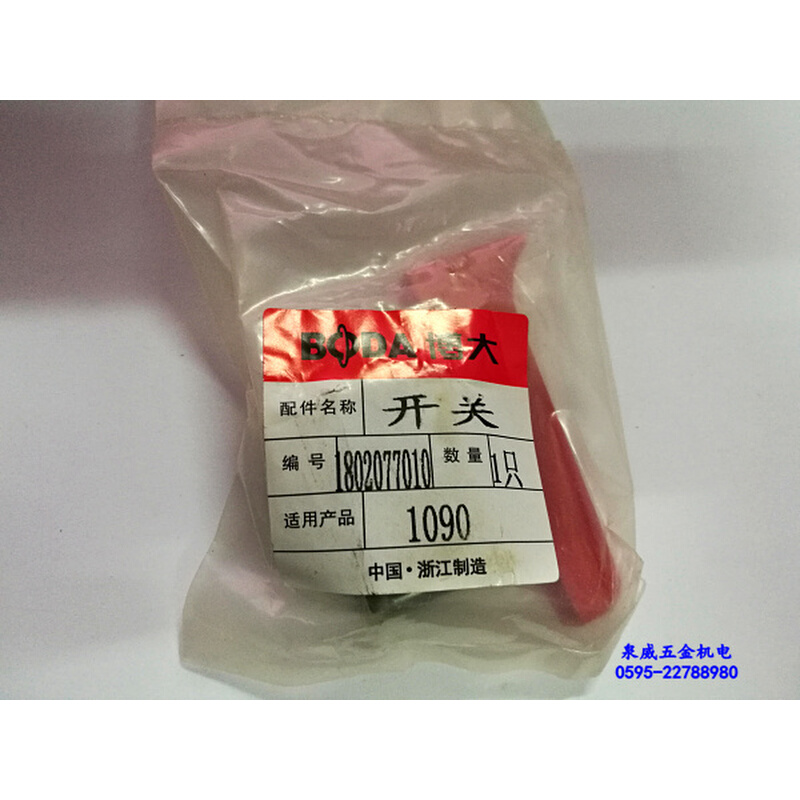 BODA 博大
配件名称 开关
编号 1802077010 数量 1只
适用产品 1090
中国·浙江制造
泉威五金机电
0595-22788980